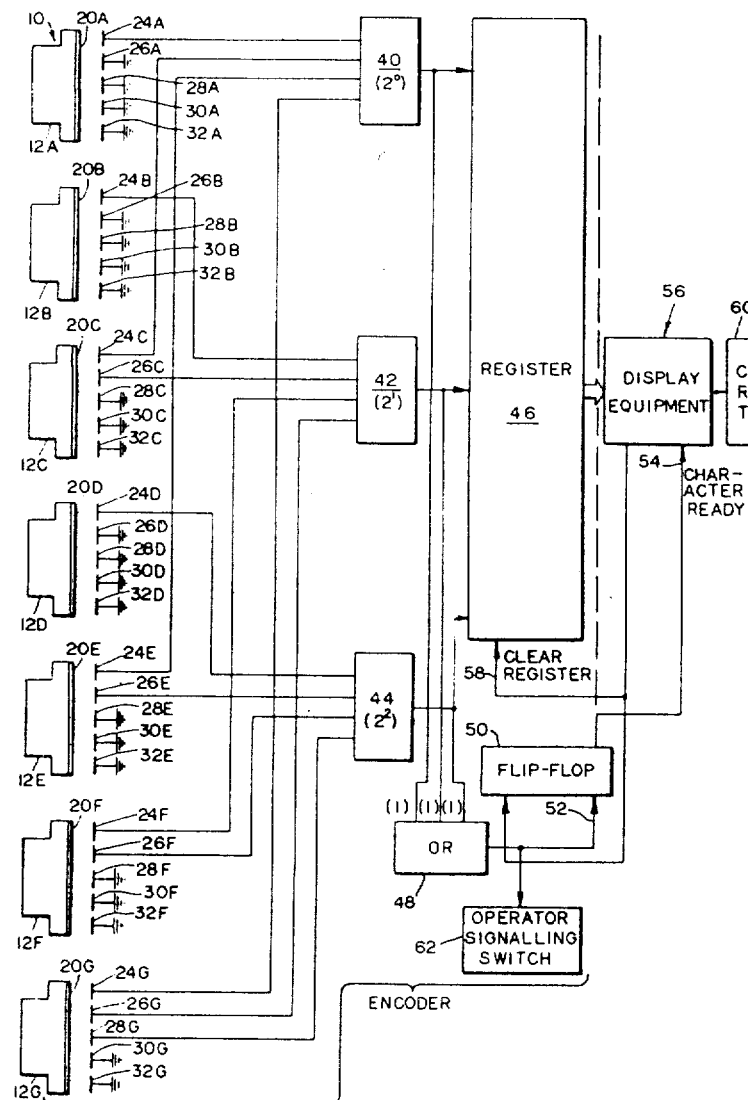 10
20A
24A
26A
28A
30A
32A
12A
40
(2⁰)
20B
24B
26B
28B
30B
32B
12B
20C
24C
26C
28C
30C
32C
12C
42
(2¹)
REGISTER
46
56
60
DISPLAY
EQUIPMENT
54
CHAR-
ACTER
READY
20D
24D
26D
28D
30D
32D
12D
20E
24E
26E
28E
30E
32E
12E
44
(2²)
58
CLEAR
REGISTER
50
FLIP-FLOP
52
(1)
(1)
(1)
OR
48
20F
24F
26F
28F
30F
32F
12F
62
OPERATOR
SIGNALLING
SWITCH
20G
24G
26G
28G
30G
32G
12G
ENCODER